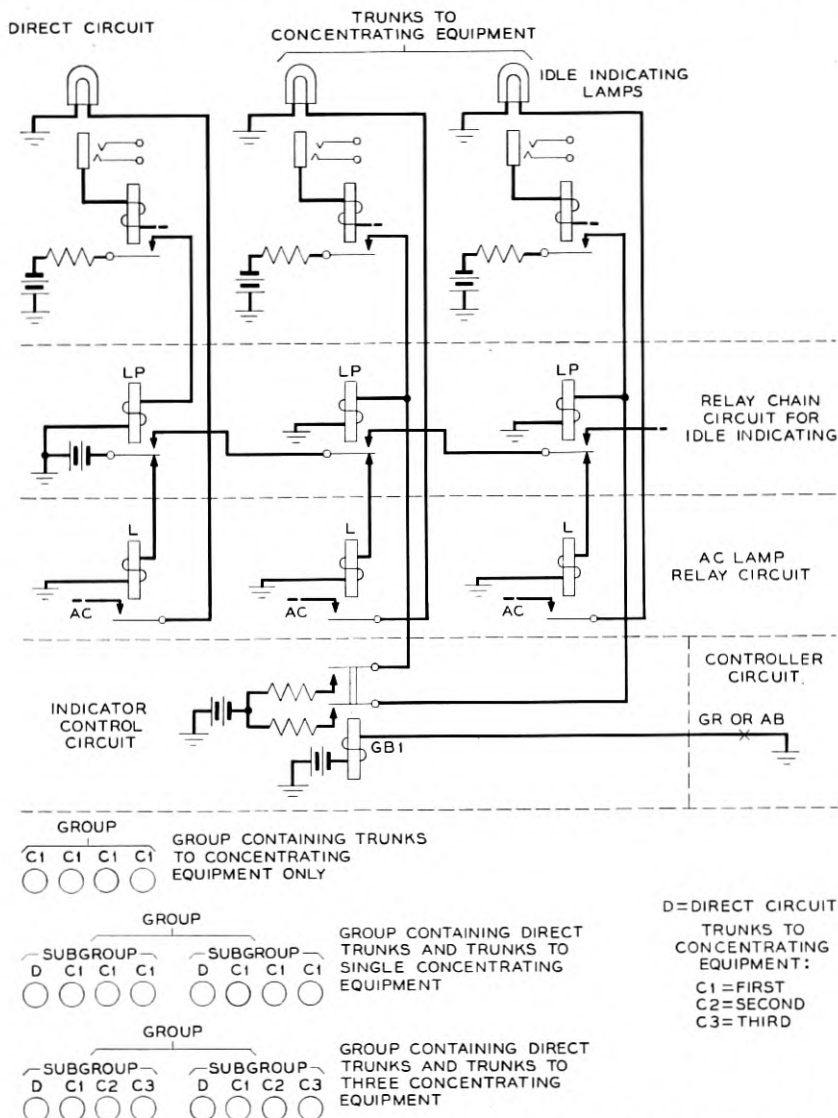 DIRECT CIRCUIT
TRUNKS TO
CONCENTRATING EQUIPMENT
IDLE INDICATING
LAMPS
LP
LP
LP
RELAY CHAIN
CIRCUIT FOR
IDLE INDICATING
L
L
L
AC
AC
AC
AC LAMP
RELAY CIRCUIT
INDICATOR
CONTROL
CIRCUIT
GB1
CONTROLLER
CIRCUIT
GR OR AB
GROUP
C1 C1 C1 C1
GROUP CONTAINING TRUNKS
TO CONCENTRATING
EQUIPMENT ONLY
GROUP
SUBGROUP SUBGROUP
D C1 C1 C1 D C1 C1 C1
GROUP CONTAINING DIRECT
TRUNKS AND TRUNKS TO
SINGLE CONCENTRATING
EQUIPMENT
GROUP
SUBGROUP SUBGROUP
D C1 C2 C3 D C1 C2 C3
GROUP CONTAINING DIRECT
TRUNKS AND TRUNKS TO
THREE CONCENTRATING
EQUIPMENT
D=DIRECT CIRCUIT
TRUNKS TO
CONCENTRATING
EQUIPMENT:
C1=FIRST
C2=SECOND
C3=THIRD